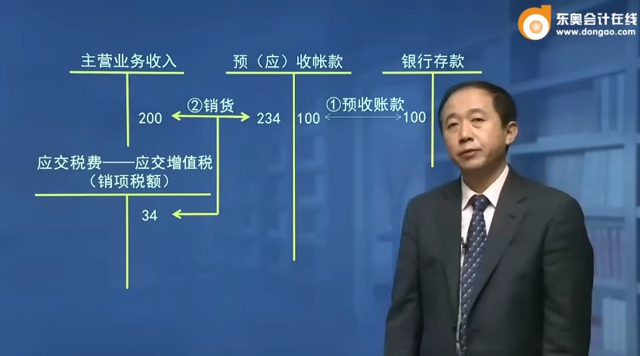 东奥会计在线
www.dongao.com
主营业务收入 预（应）收帐款 银行存款
②销货 ①预收账款
200 234 100 100
应交税费——应交增值税
（销项税额）
34